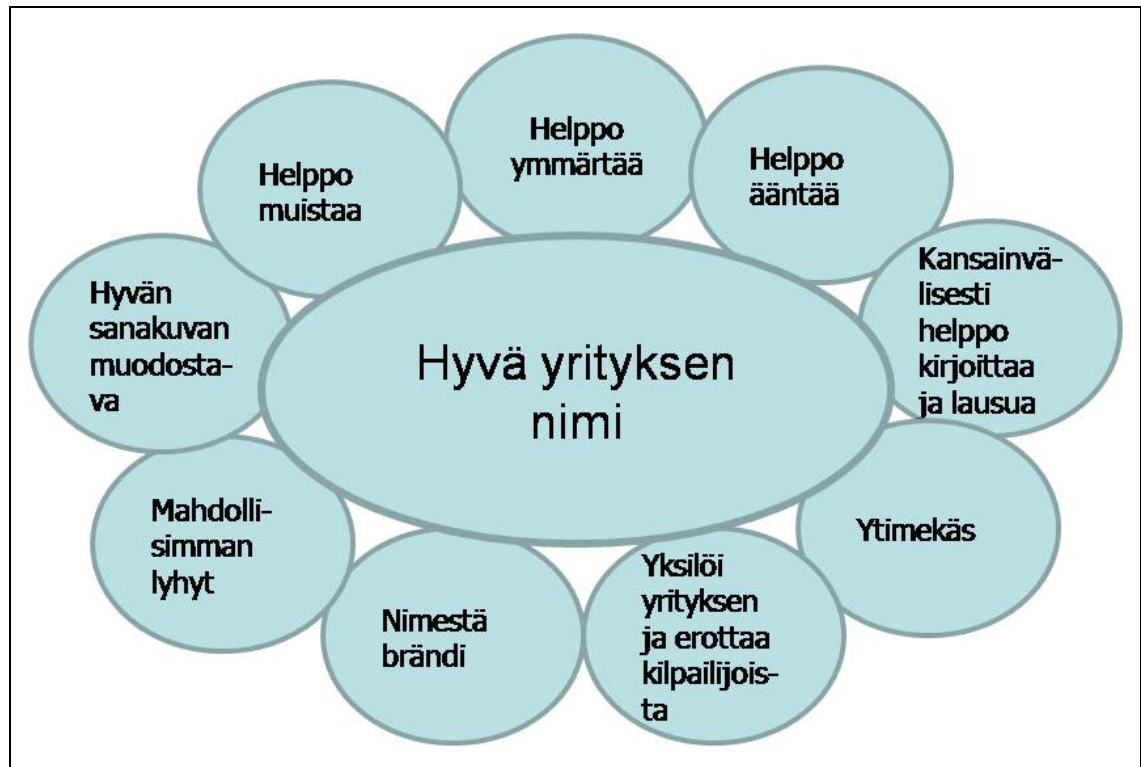 Helppo
ymmärtää
Helppo
muistaa
Helppo
ääntää
Hyvän
sanakuvan
muodosta-
va
Kansainvä-
lisesti
helppo
kirjoittaa
ja lausua
Hyvä yrityksen
nimi
Mahdolli-
simman
lyhyt
Ytimekäs
Nimestä
brändi
Yksilöi
yrityksen
ja erottaa
kilpailijois-
ta